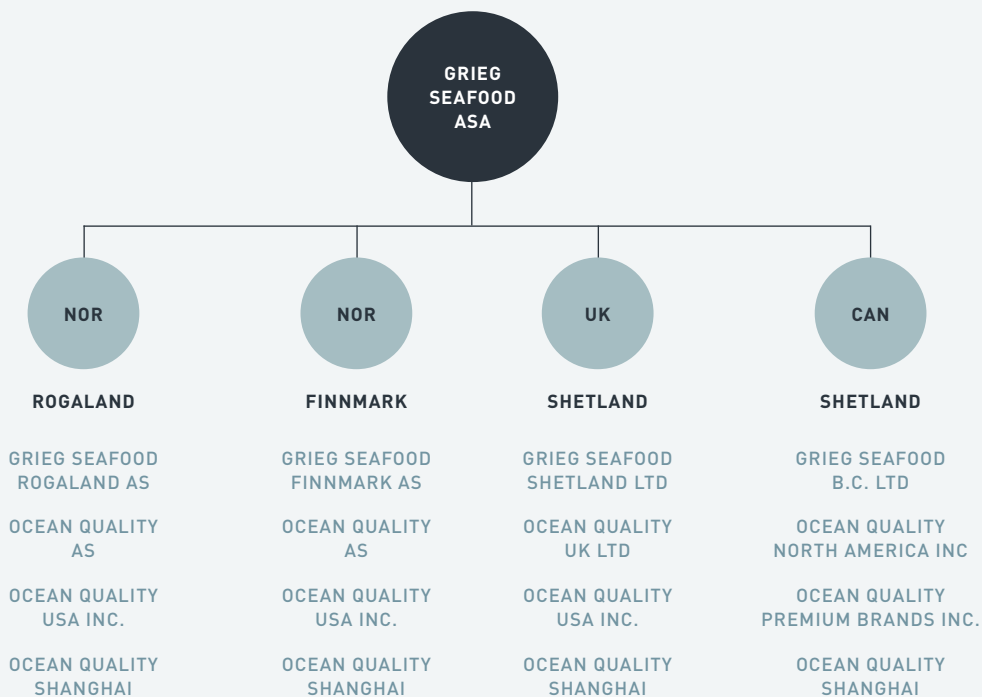 GRIEG
SEAFOOD
ASA
NOR
NOR
UK
CAN
ROGALAND
FINNMARK
SHETLAND
SHETLAND
GRIEG SEAFOOD
ROGALAND AS
OCEAN QUALITY
AS
OCEAN QUALITY
USA INC.
OCEAN QUALITY
SHANGHAI
GRIEG SEAFOOD
FINNMARK AS
OCEAN QUALITY
AS
OCEAN QUALITY
USA INC.
OCEAN QUALITY
SHANGHAI
GRIEG SEAFOOD
SHETLAND LTD
OCEAN QUALITY
UK LTD
OCEAN QUALITY
USA INC.
OCEAN QUALITY
SHANGHAI
GRIEG SEAFOOD
B.C. LTD
OCEAN QUALITY
NORTH AMERICA INC
OCEAN QUALITY
PREMIUM BRANDS INC.
OCEAN QUALITY
SHANGHAI